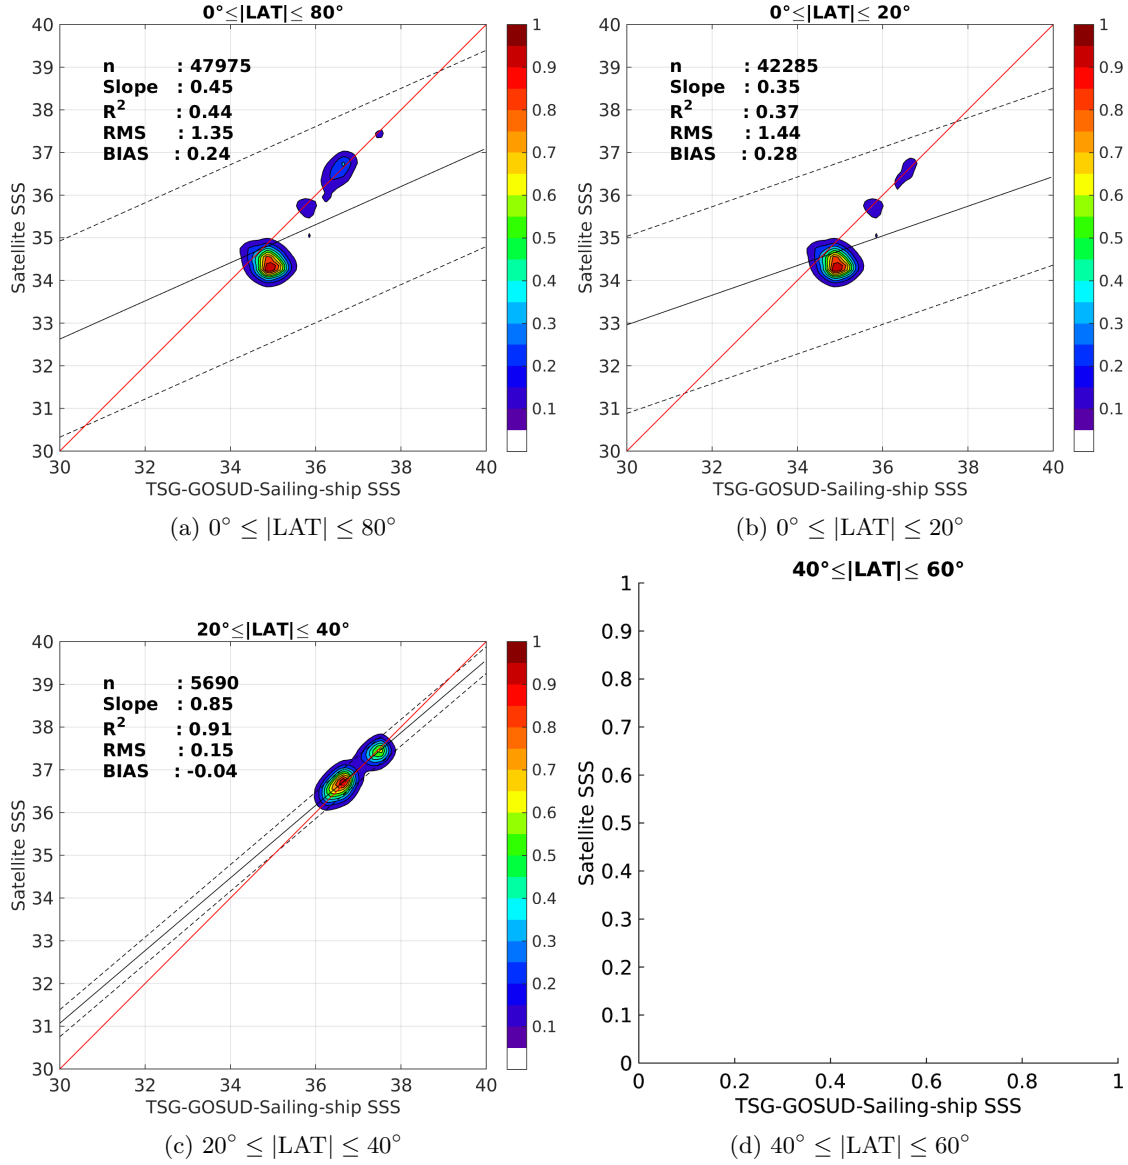 0°≤|LAT|≤ 80°
n : 47975
Slope : 0.45
R2 : 0.44
RMS : 1.35
BIAS : 0.24
Satellite SSS
40
39
38
37
36
35
34
33
32
31
30
30 32 34 36 38 40
TSG-GOSUD-Sailing-ship SSS
1
0.9
0.8
0.7
0.6
0.5
0.4
0.3
0.2
0.1
(a) 0° ≤ |LAT| ≤ 80°
0°≤|LAT|≤ 20°
n : 42285
Slope : 0.35
R2 : 0.37
RMS : 1.44
BIAS : 0.28
Satellite SSS
40
39
38
37
36
35
34
33
32
31
30
30 32 34 36 38 40
TSG-GOSUD-Sailing-ship SSS
1
0.9
0.8
0.7
0.6
0.5
0.4
0.3
0.2
0.1
(b) 0° ≤ |LAT| ≤ 20°
20°≤|LAT|≤ 40°
n : 5690
Slope : 0.85
R2 : 0.91
RMS : 0.15
BIAS : -0.04
Satellite SSS
40
39
38
37
36
35
34
33
32
31
30
30 32 34 36 38 40
TSG-GOSUD-Sailing-ship SSS
1
0.9
0.8
0.7
0.6
0.5
0.4
0.3
0.2
0.1
(c) 20° ≤ |LAT| ≤ 40°
40°≤|LAT|≤ 60°
Satellite SSS
1
0.9
0.8
0.7
0.6
0.5
0.4
0.3
0.2
0.1
0
0 0.2 0.4 0.6 0.8 1
TSG-GOSUD-Sailing-ship SSS
(d) 40° ≤ |LAT| ≤ 60°